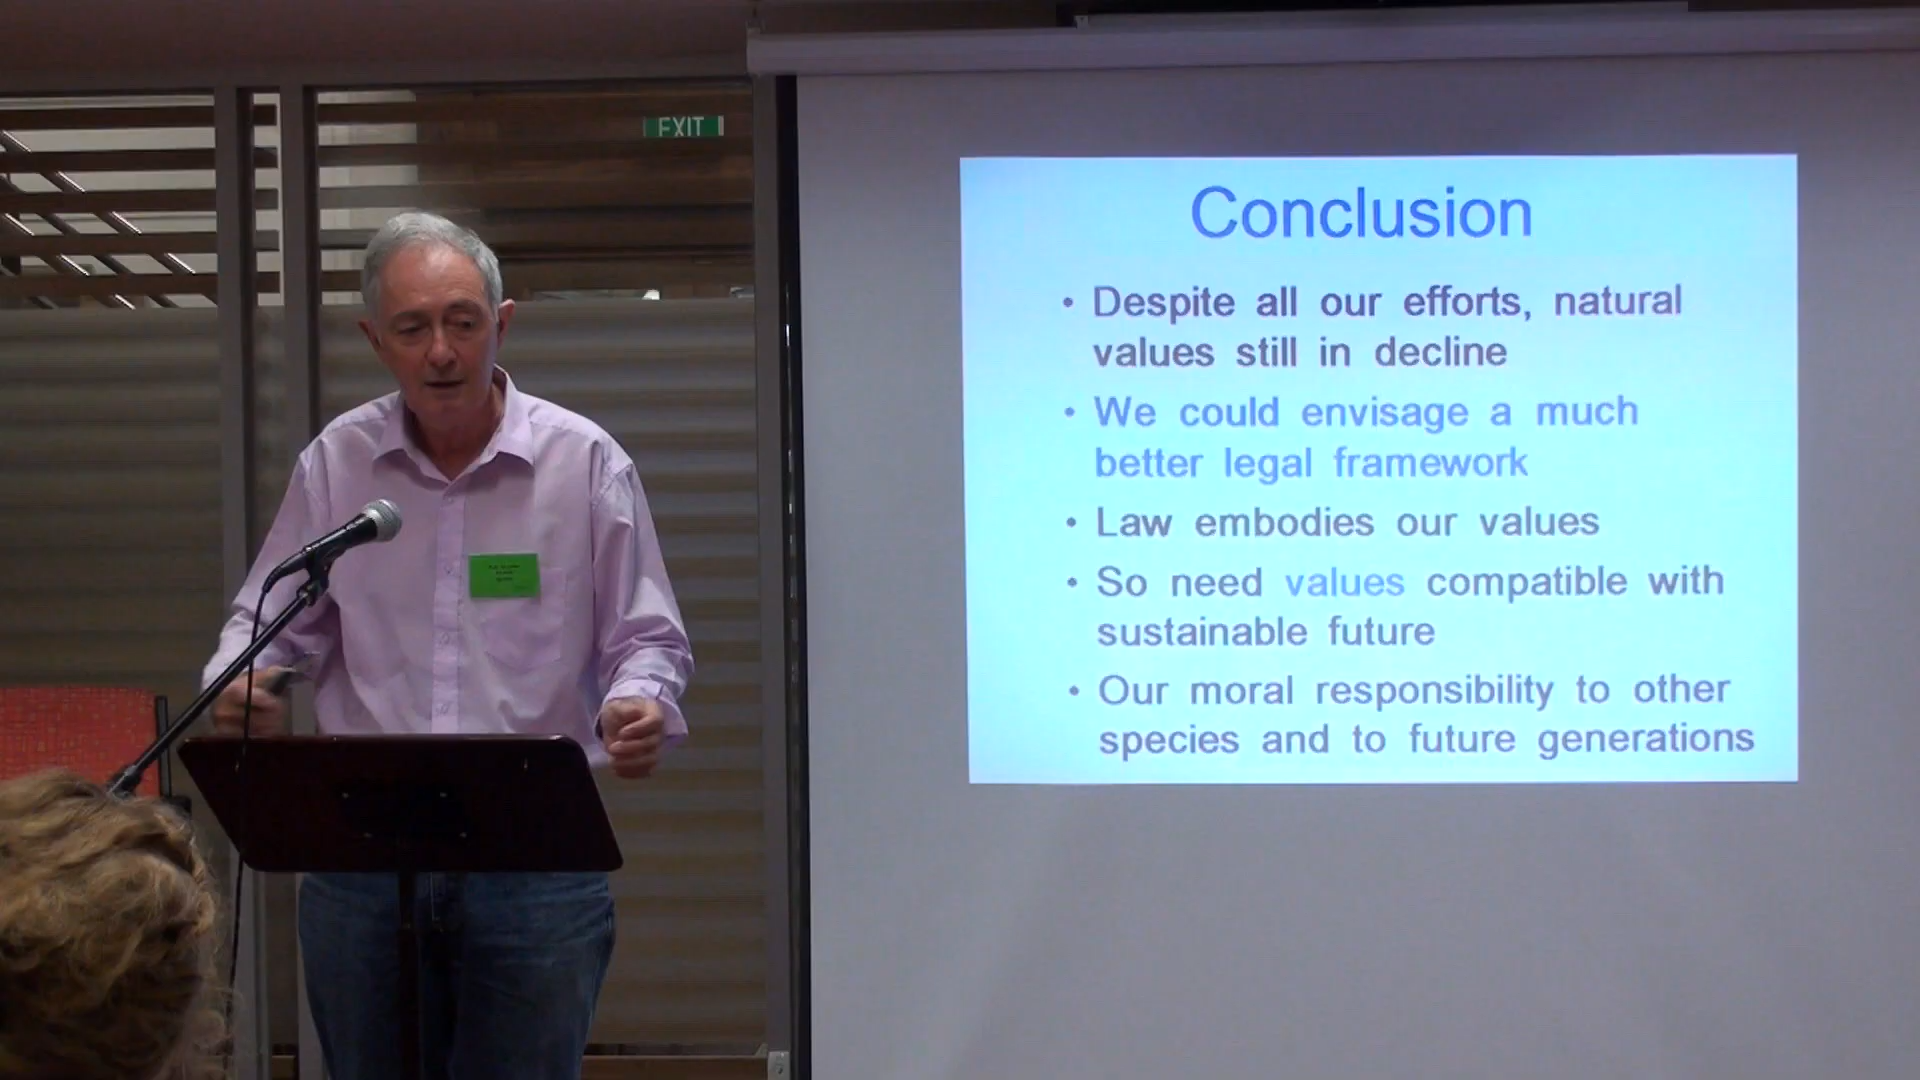 EXIT
Conclusion
• Despite all our efforts, natural
values still in decline
• We could envisage a much
better legal framework
• Law embodies our values
• So need values compatible with
sustainable future
• Our moral responsibility to other
species and to future generations